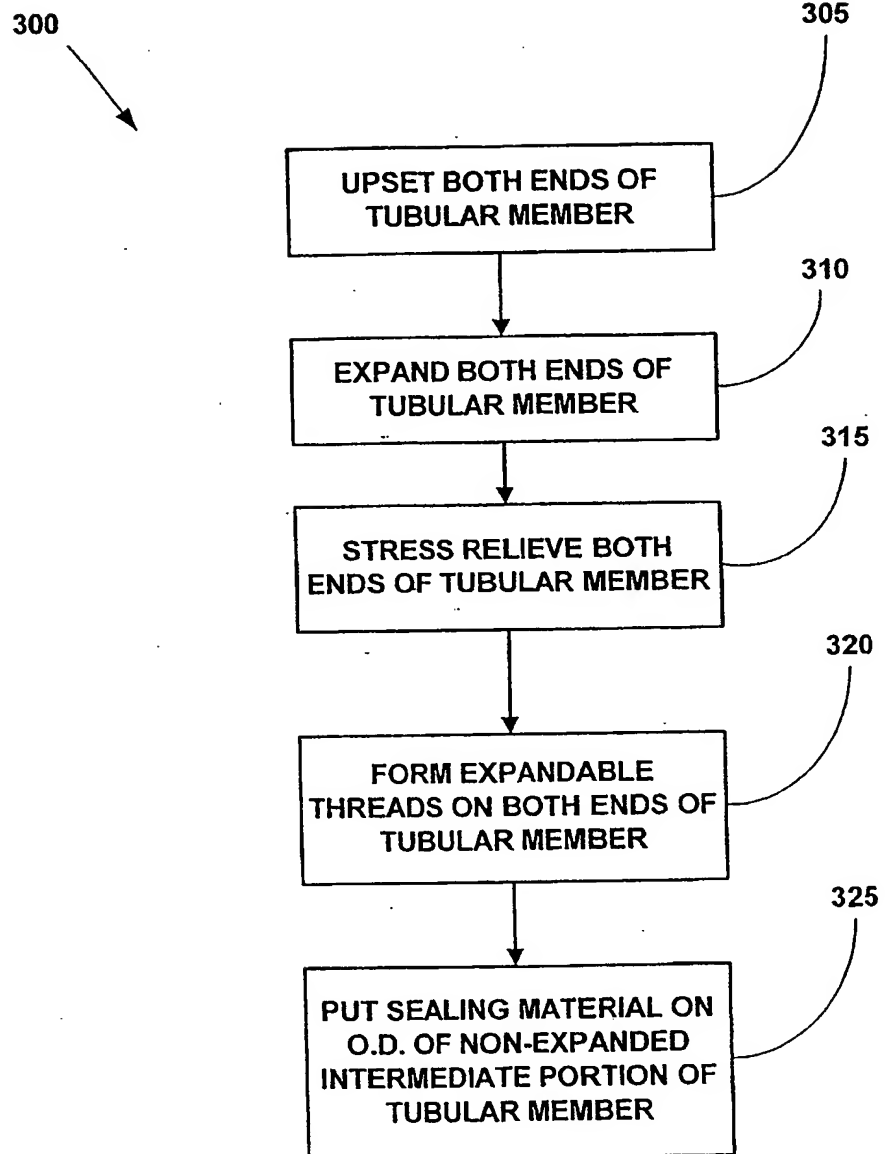 300
305
UPSET BOTH ENDS OF
TUBULAR MEMBER
310
EXPAND BOTH ENDS OF
TUBULAR MEMBER
315
STRESS RELIEVE BOTH
ENDS OF TUBULAR MEMBER
320
FORM EXPANDABLE
THREADS ON BOTH ENDS OF
TUBULAR MEMBER
325
PUT SEALING MATERIAL ON
O.D. OF NON-EXPANDED
INTERMEDIATE PORTION OF
TUBULAR MEMBER